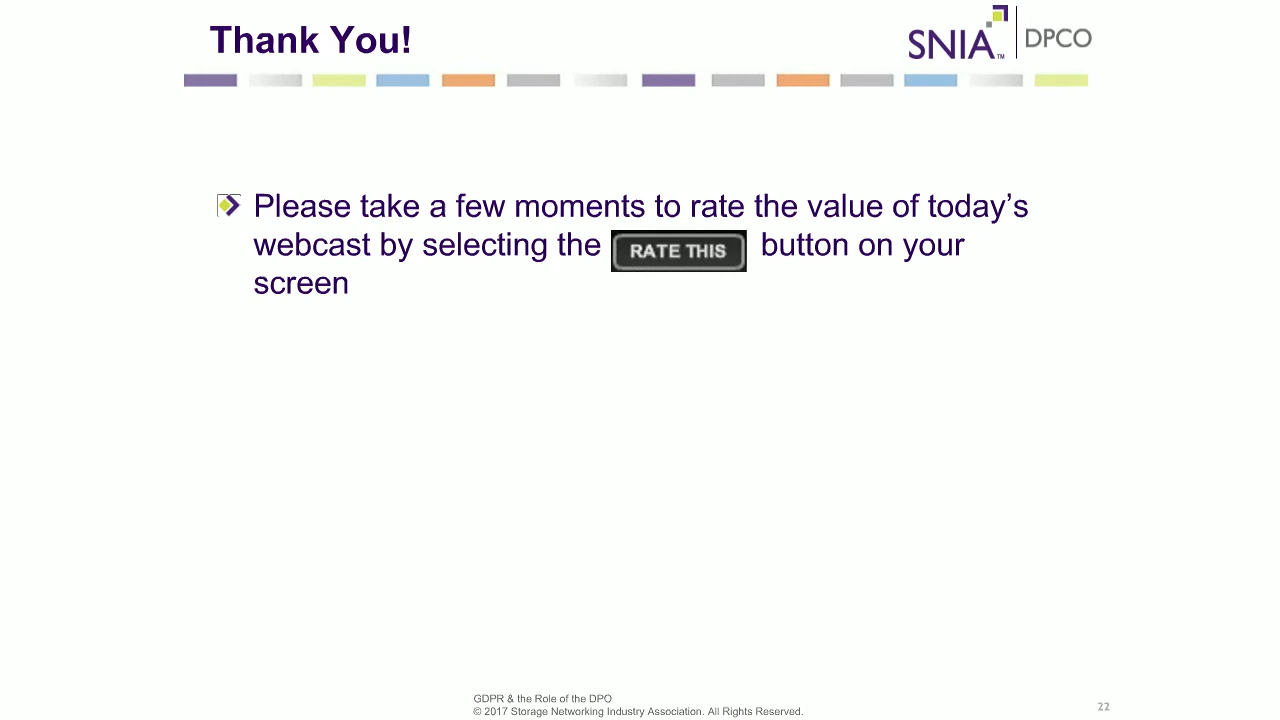 Thank You!
SNIA™ DPCO
Please take a few moments to rate the value of today’s
webcast by selecting the RATE THIS button on your
screen
GDPR & the Role of the DPO
© 2017 Storage Networking Industry Association. All Rights Reserved.
22